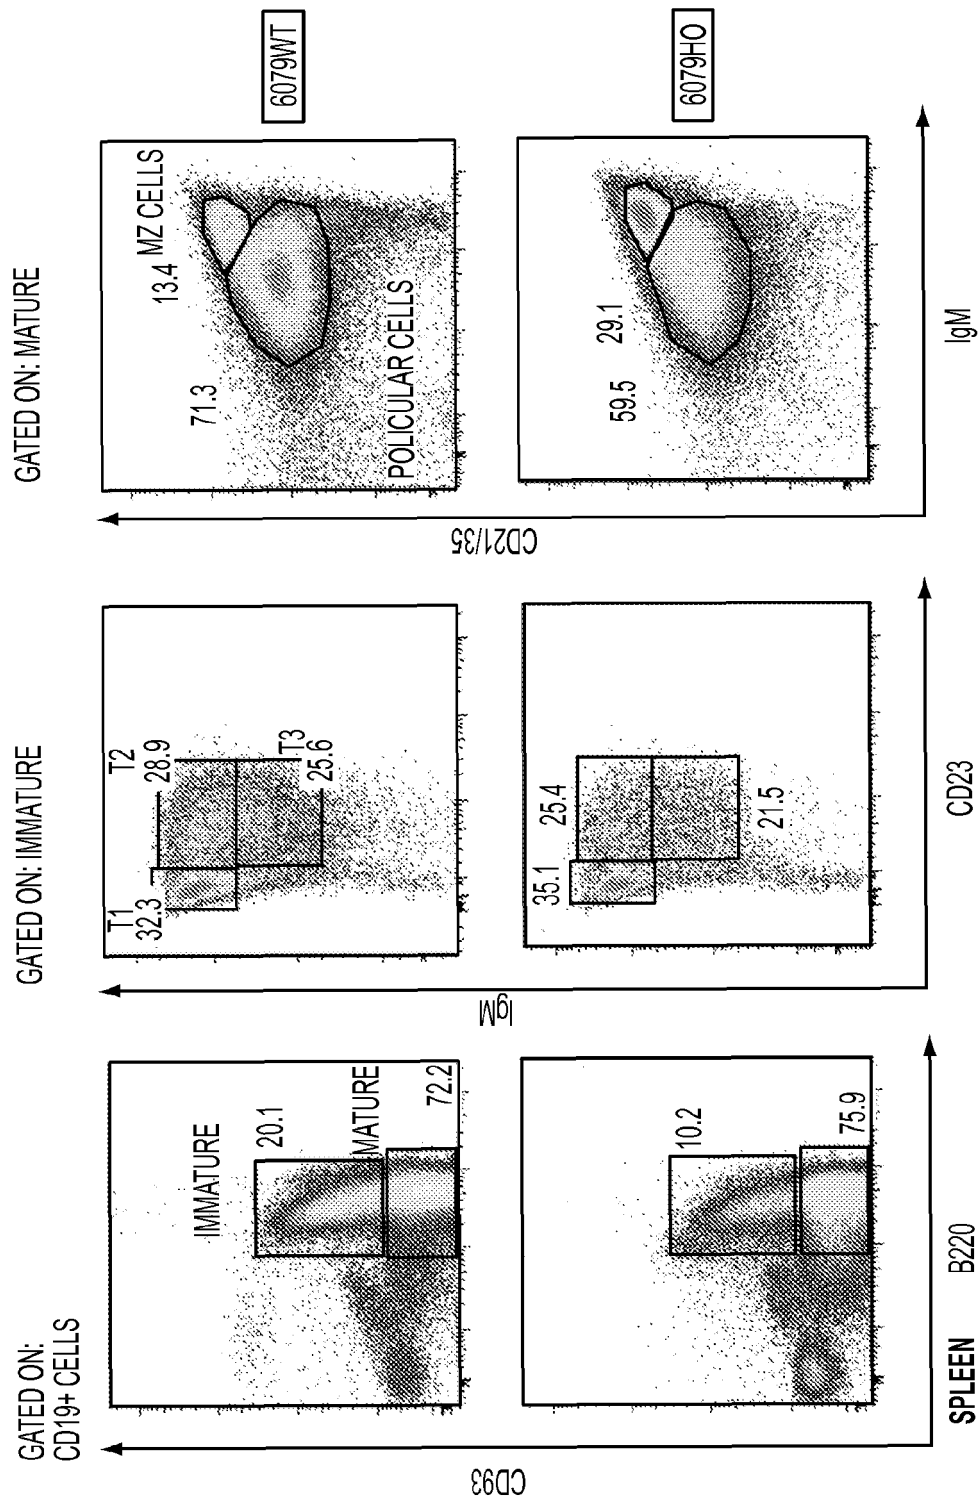 GATED ON:
CD19+ CELLS
GATED ON: IMMATURE
GATED ON: MATURE
IMMATURE
20.1
MATURE
72.2
T1
32.3
T2
28.9
T3
25.6
13.4
MZ CELLS
71.3
POLICULAR CELLS
6079WT
10.2
75.9
35.1
25.4
21.5
59.5
29.1
6079HO
CD93
IgM
CD21/35
SPLEEN
B220
CD23
IgM